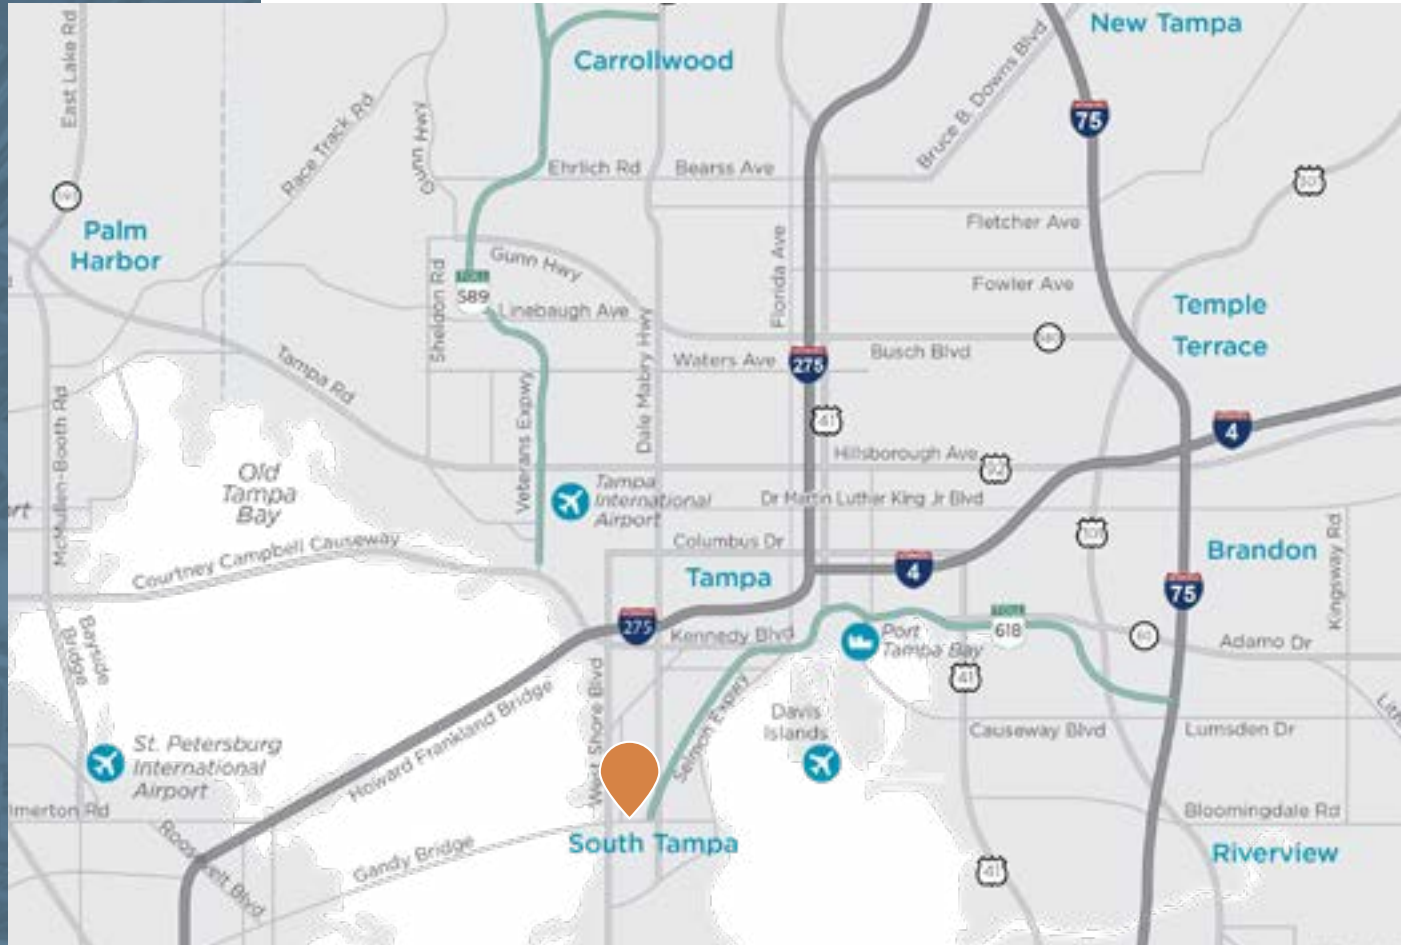 East Lake Rd
Race Track Rd
Gunn Hwy
Carrollwood
New Tampa
Bruce B. Downs Blvd
75
Ehrlich Rd
Bearss Ave
Palm
Harbor
Fletcher Ave
Florida Ave
Gunn Hwy
Fowler Ave
Sheldon Rd
TOLL
589
Linebaugh Ave
Temple
Terrace
Dale Mabry Hwy
Waters Ave
275
Busch Blvd
Tampa Rd
McMullen-Booth Rd
Veterans Expwy
41
4
Hillsborough Ave
92
Old
Tampa
Bay
Tampa
International
Airport
Dr Martin Luther King Jr Blvd
Courtney Campbell Causeway
Columbus Dr
Tampa
4
Brandon
Kingsway Rd
75
275
Kennedy Blvd
Port
Tampa Bay
TOLL
618
60
Adamo Dr
Bayside
Bridge
41
West Shore Blvd
Selmon Expwy
Davis
Islands
Causeway Blvd
Lumsden Dr
St. Petersburg
International
Airport
Howard Frankland Bridge
lmerton Rd
Bloomingdale Rd
Roosevelt Blvd
Gandy Bridge
South Tampa
Riverview
41